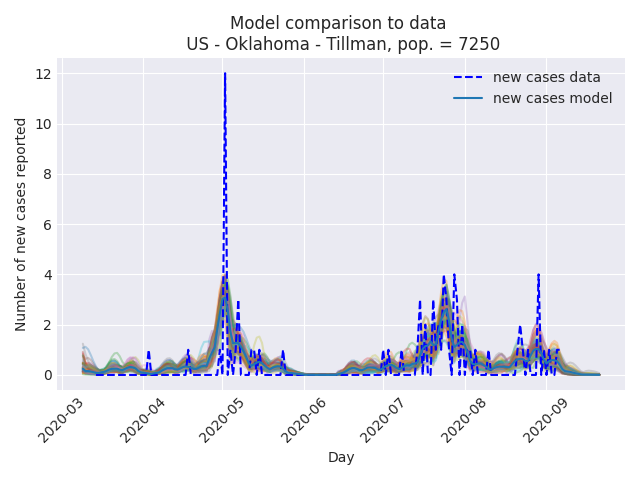 Model comparison to data
US - Oklahoma - Tillman, pop. = 7250
new cases data
new cases model
Number of new cases reported
12
10
8
6
4
2
0
2020-03
2020-04
2020-05
2020-06
2020-07
2020-08
2020-09
Day